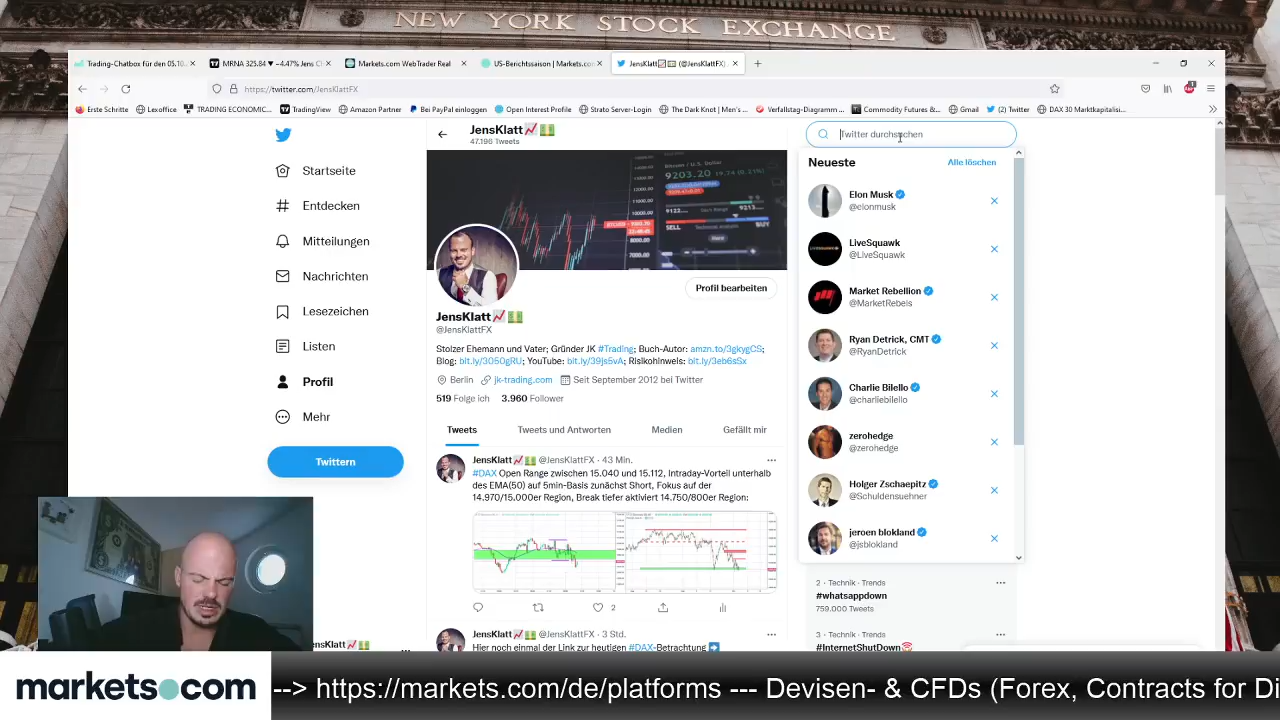 NEW YORK STOCK EXCHANGE
Trading-Chatbox für den 05.10.
MRNA 325.84 ▼ −4.47% Jens C
Markets.com WebTrader Real
US-Berichtssaison | Markets.com
JensKlatt📈💵 (@JensKlattFX)
https://twitter.com/JensKlattFX
Erste Schritte
Lexoffice
TRADING ECONOMIC...
TradingView
Amazon Partner
Bei PayPal einloggen
Open Interest Profile
Strato Server-Login
The Dark Knot | Men's ...
Verfallstag-Diagramm ...
Commodity Futures &...
Gmail
(2) Twitter
DAX 30 Marktkapitalisi...
JensKlatt📈💵
47.196 Tweets
Twitter durchsuchen
Startseite
Entdecken
Mitteilungen
Nachrichten
Lesezeichen
Listen
Profil
Mehr
Twittern
9203.20
SELL
BUY
Profil bearbeiten
JensKlatt📈💵
@JensKlattFX
Stolzer Ehemann und Vater; Gründer JK #Trading; Buch-Autor: amzn.to/3gkygCS;
Blog: bit.ly/3050gRU; YouTube: bit.ly/39js5vA; Risikohinweis: bit.ly/3eb6sSx
Berlin jk-trading.com Seit September 2012 bei Twitter
519 Folge ich 3.960 Follower
Tweets Tweets und Antworten Medien Gefällt mir
JensKlatt📈💵 @JensKlattFX · 43 Min.
#DAX Open Range zwischen 15.040 und 15.112, Intraday-Vorteil unterhalb
des EMA(50) auf 5min-Basis zunächst Short, Fokus auf der
14.970/15.000er Region, Break tiefer aktiviert 14.750/800er Region:
2
JensKlatt📈💵 @JensKlattFX · 3 Std.
Hier noch einmal der Link zur heutigen #DAX-Betrachtung ➡
Neueste
Alle löschen
Elon Musk
@elonmusk
LiveSquawk
@LiveSquawk
Market Rebellion
@MarketRebels
Ryan Detrick, CMT
@RyanDetrick
Charlie Bilello
@charliebilello
zerohedge
@zerohedge
Holger Zschaepitz
@Schuldensuehner
jeroen blokland
@jsblokland
2 · Technik · Trends
#whatsappdown
759.000 Tweets
3 · Technik · Trends
#InternetShutDown
JensKlatt📈💵
markets.com
--> https://markets.com/de/platforms --- Devisen- & CFDs (Forex, Contracts for Di